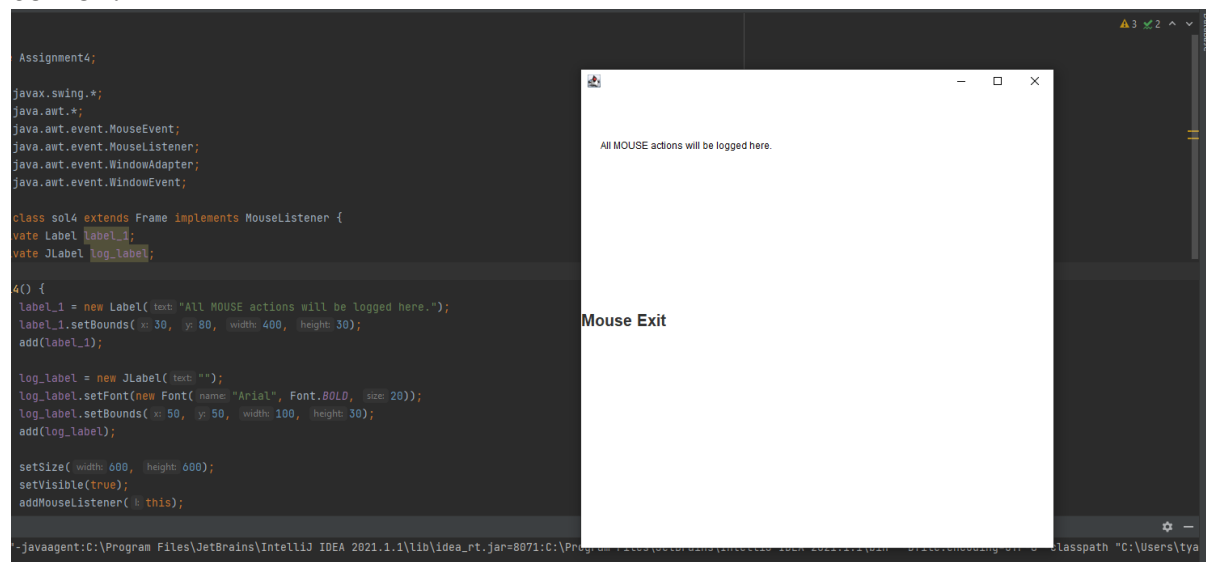 3 2
Assignment4;
javax.swing.*;
java.awt.*;
java.awt.event.MouseEvent;
java.awt.event.MouseListener;
java.awt.event.WindowAdapter;
java.awt.event.WindowEvent;
class sol4 extends Frame implements MouseListener {
vate Label label_1;
vate JLabel log_label;
4() {
label_1 = new Label( text: "All MOUSE actions will be logged here.");
label_1.setBounds( x: 30, y: 80, width: 400, height: 30);
add(label_1);
log_label = new JLabel( text: "");
log_label.setFont(new Font( name: "Arial", Font.BOLD, size: 20));
log_label.setBounds( x: 50, y: 50, width: 100, height: 30);
add(log_label);
setSize( width: 600, height: 600);
setVisible(true);
addMouseListener( l: this);
All MOUSE actions will be logged here.
Mouse Exit
"-javaagent:C:\Program Files\JetBrains\IntelliJ IDEA 2021.1.1\lib\idea_rt.jar=8071:C:\Pro
classpath "C:\Users\tya